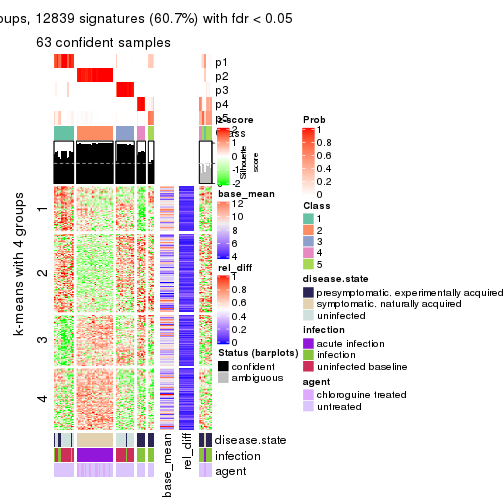 oups, 12839 signatures (60.7%) with fdr < 0.05
63 confident samples
p1
p2
p3
p4
p5
Class
Silhouette
score
z-score
2
1
0
-1
-2
base_mean
12
10
8
6
4
rel_diff
1
0.8
0.6
0.4
0.2
0
Status (barplots)
confident
ambiguous
Prob
1
0.8
0.6
0.4
0.2
0
Class
1
2
3
4
5
disease.state
presymptomatic. experimentally acquired
symptomatic. naturally acquired
uninfected
infection
acute infection
infection
uninfected baseline
agent
chloroguine treated
untreated
k-means with 4 groups
1
2
3
4
base_mean
rel_diff
disease.state
infection
agent